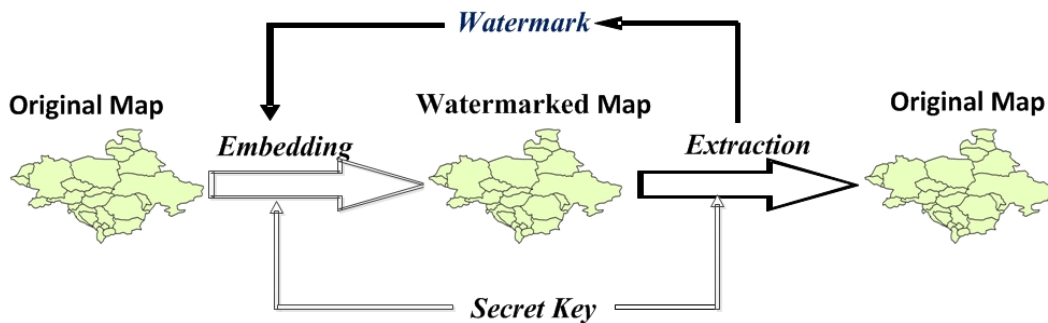 Watermark
Original Map
Watermarked Map
Original Map
Embedding
Extraction
Secret Key